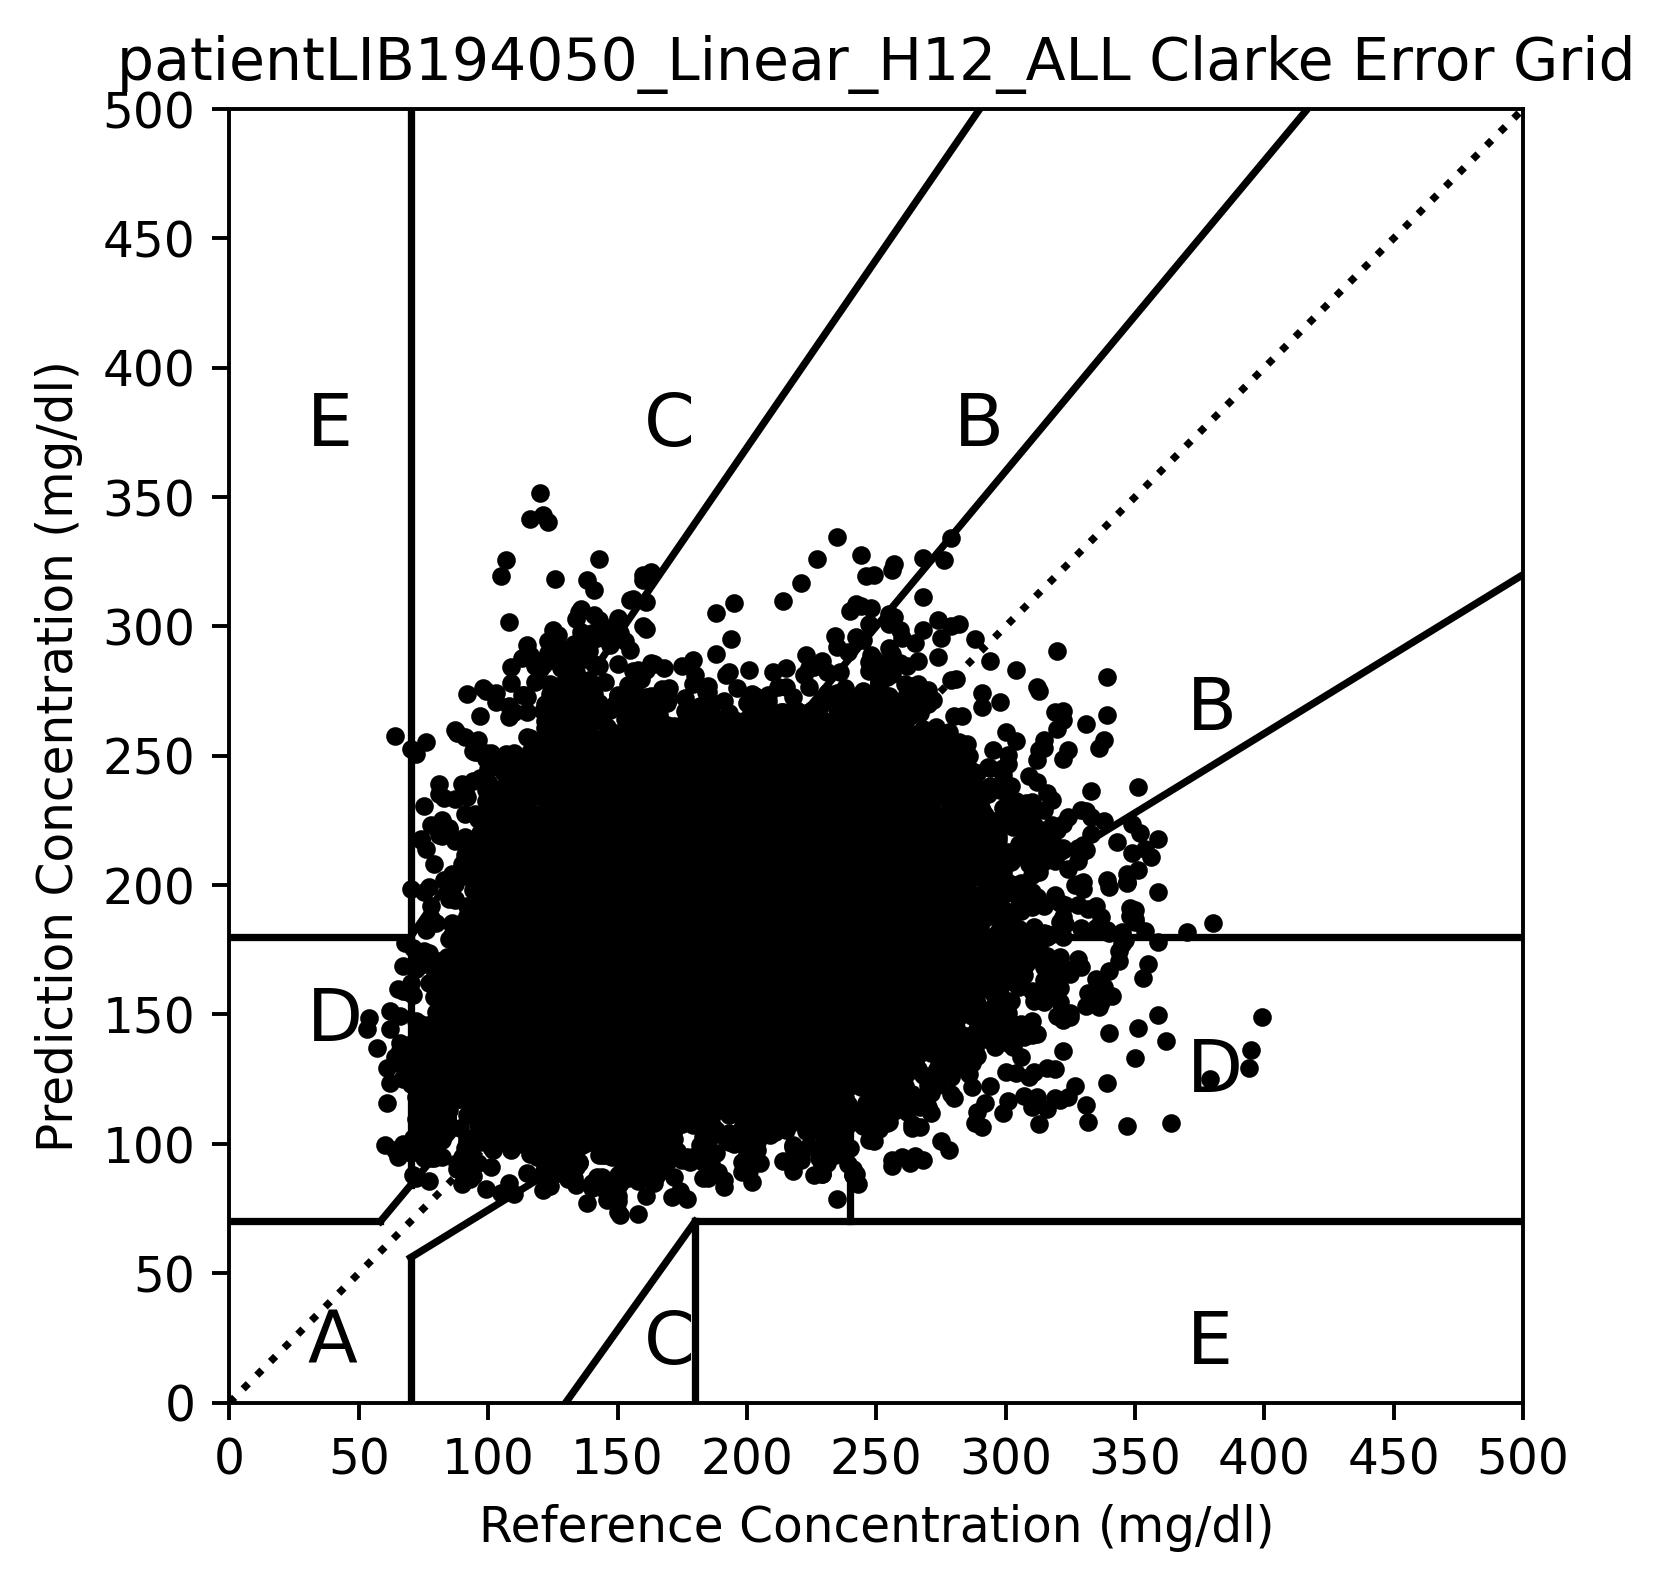 patientLIB194050_Linear_H12_ALL Clarke Error Grid
500
450
400
350
300
250
200
150
100
50
0
Prediction Concentration (mg/dl)
E
C
B
B
D
D
A
C
E
0 50 100 150 200 250 300 350 400 450 500
Reference Concentration (mg/dl)